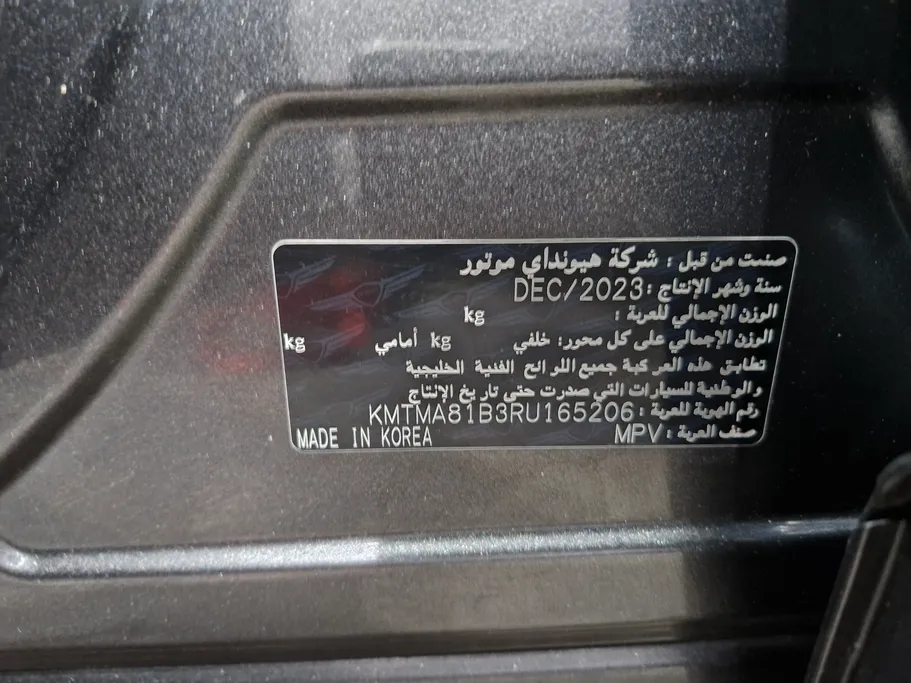 صنعت من قبل : شركة هيونداي موتور
سنة وشهر الإنتاج : DEC/2023
الوزن الإجمالي للعربة : kg
الوزن الإجمالي على كل محور: خلفي kg أمامي kg
تطابق هذه المركبة جميع اللوائح الفنية الخليجية
والوطنية للسيارات التي صدرت حتى تاريخ الإنتاج
رقم الهوية للعربة : KMTMA81B3RU165206
صنف العربة : MPV MADE IN KOREA